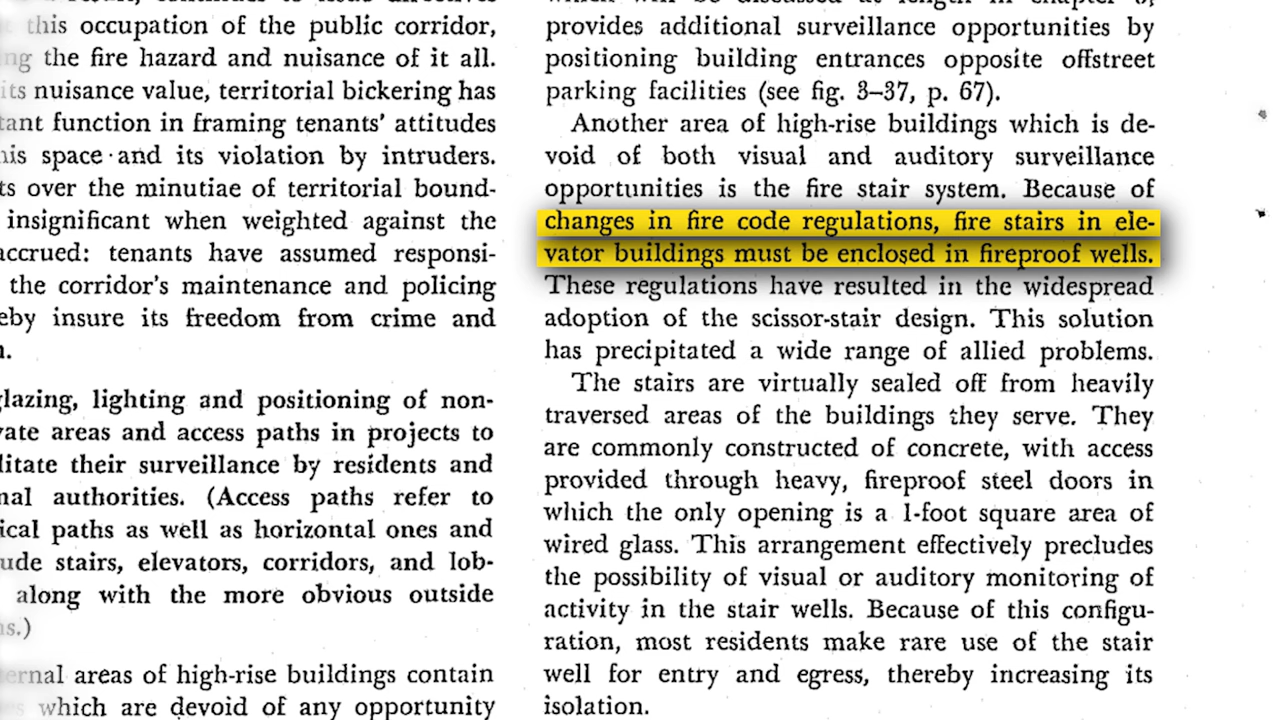 this occupation of the public corridor,
the fire hazard and nuisance of it all.
its nuisance value, territorial bickering has
function in framing tenants' attitudes
space and its violation by intruders.
over the minutiae of territorial bound-
insignificant when weighted against the
accrued: tenants have assumed responsi-
the corridor's maintenance and policing
insure its freedom from crime and
glazing, lighting and positioning of non-
areas and access paths in projects to
their surveillance by residents and
authorities. (Access paths refer to
paths as well as horizontal ones and
stairs, elevators, corridors, and lob-
along with the more obvious outside
areas of high-rise buildings contain
which are devoid of any opportunity
which will be discussed at length in chapter
provides additional surveillance opportunities by
positioning building entrances opposite offstreet
parking facilities (see fig. 3–37, p. 67).
Another area of high-rise buildings which is de-
void of both visual and auditory surveillance
opportunities is the fire stair system. Because of
changes in fire code regulations, fire stairs in ele-
vator buildings must be enclosed in fireproof wells.
These regulations have resulted in the widespread
adoption of the scissor-stair design. This solution
has precipitated a wide range of allied problems.
The stairs are virtually sealed off from heavily
traversed areas of the buildings they serve. They
are commonly constructed of concrete, with access
provided through heavy, fireproof steel doors in
which the only opening is a 1-foot square area of
wired glass. This arrangement effectively precludes
the possibility of visual or auditory monitoring of
activity in the stair wells. Because of this configu-
ration, most residents make rare use of the stair
well for entry and egress, thereby increasing its
isolation.